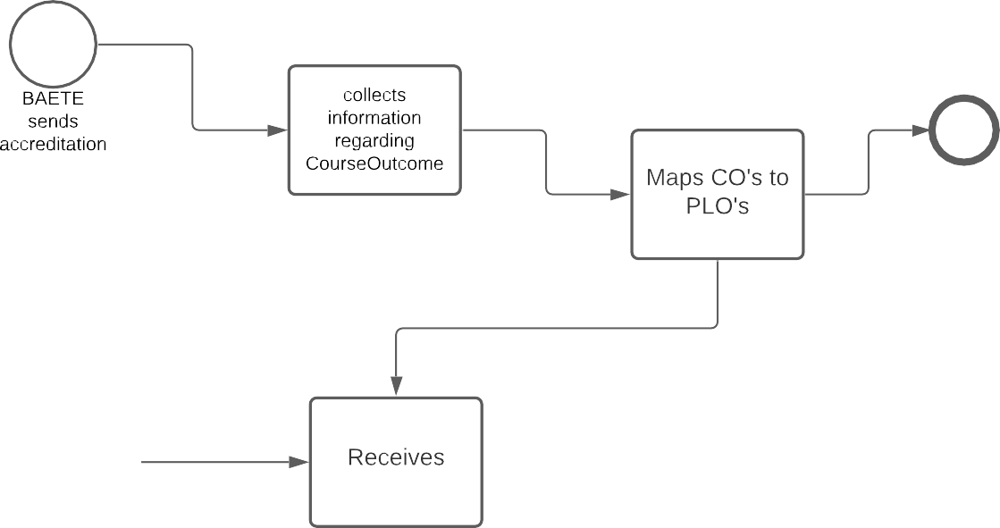 BAETE
sends
accreditation
collects
information
regarding
CourseOutcome
Maps CO's to
PLO's
Receives